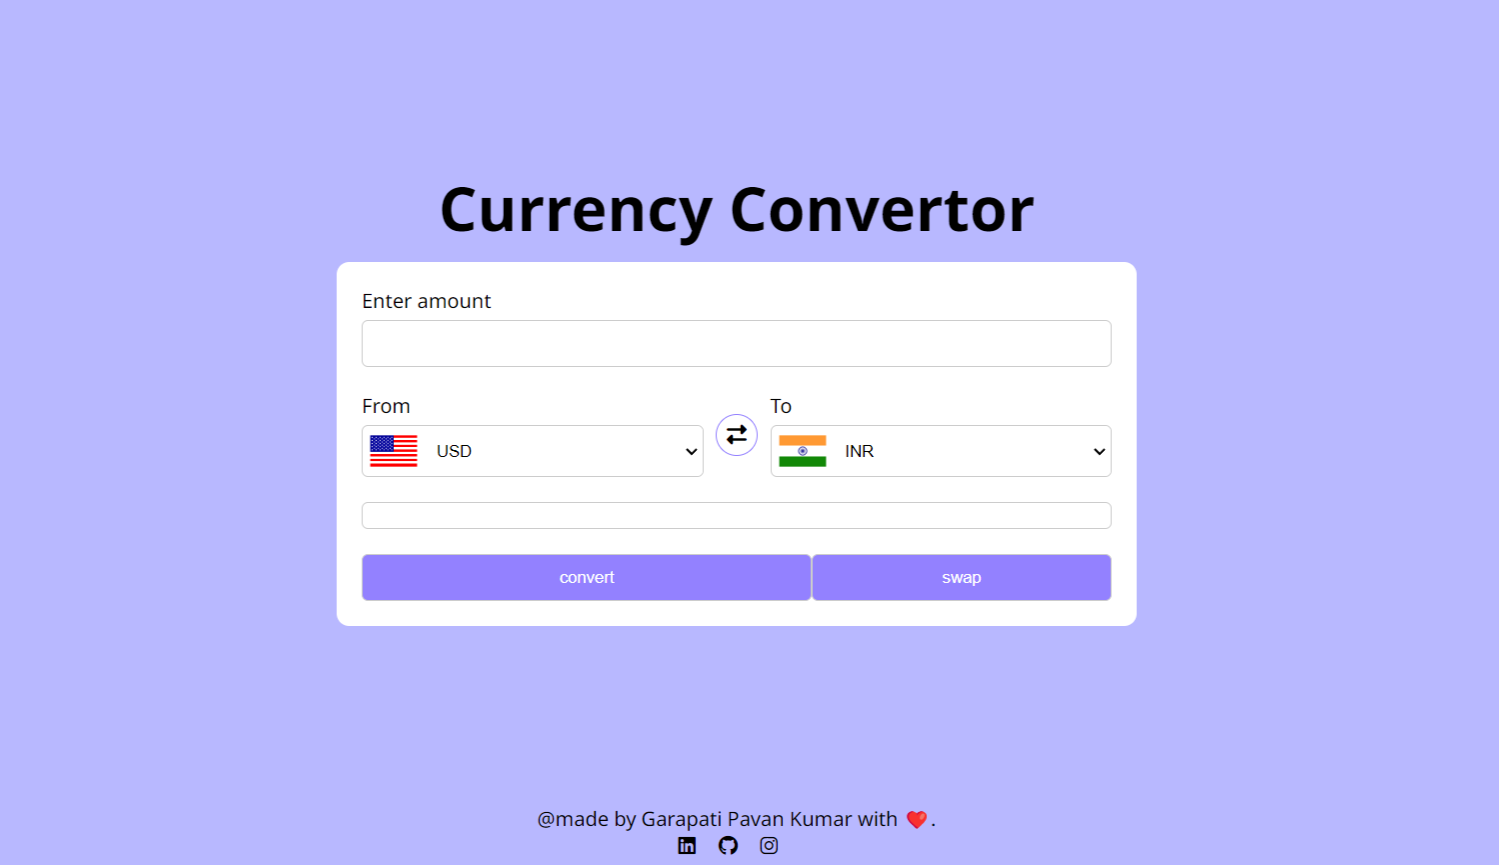 Currency Convertor
Enter amount
From
To
USD
INR
convert
swap
@made by Garapati Pavan Kumar with ❤️ .